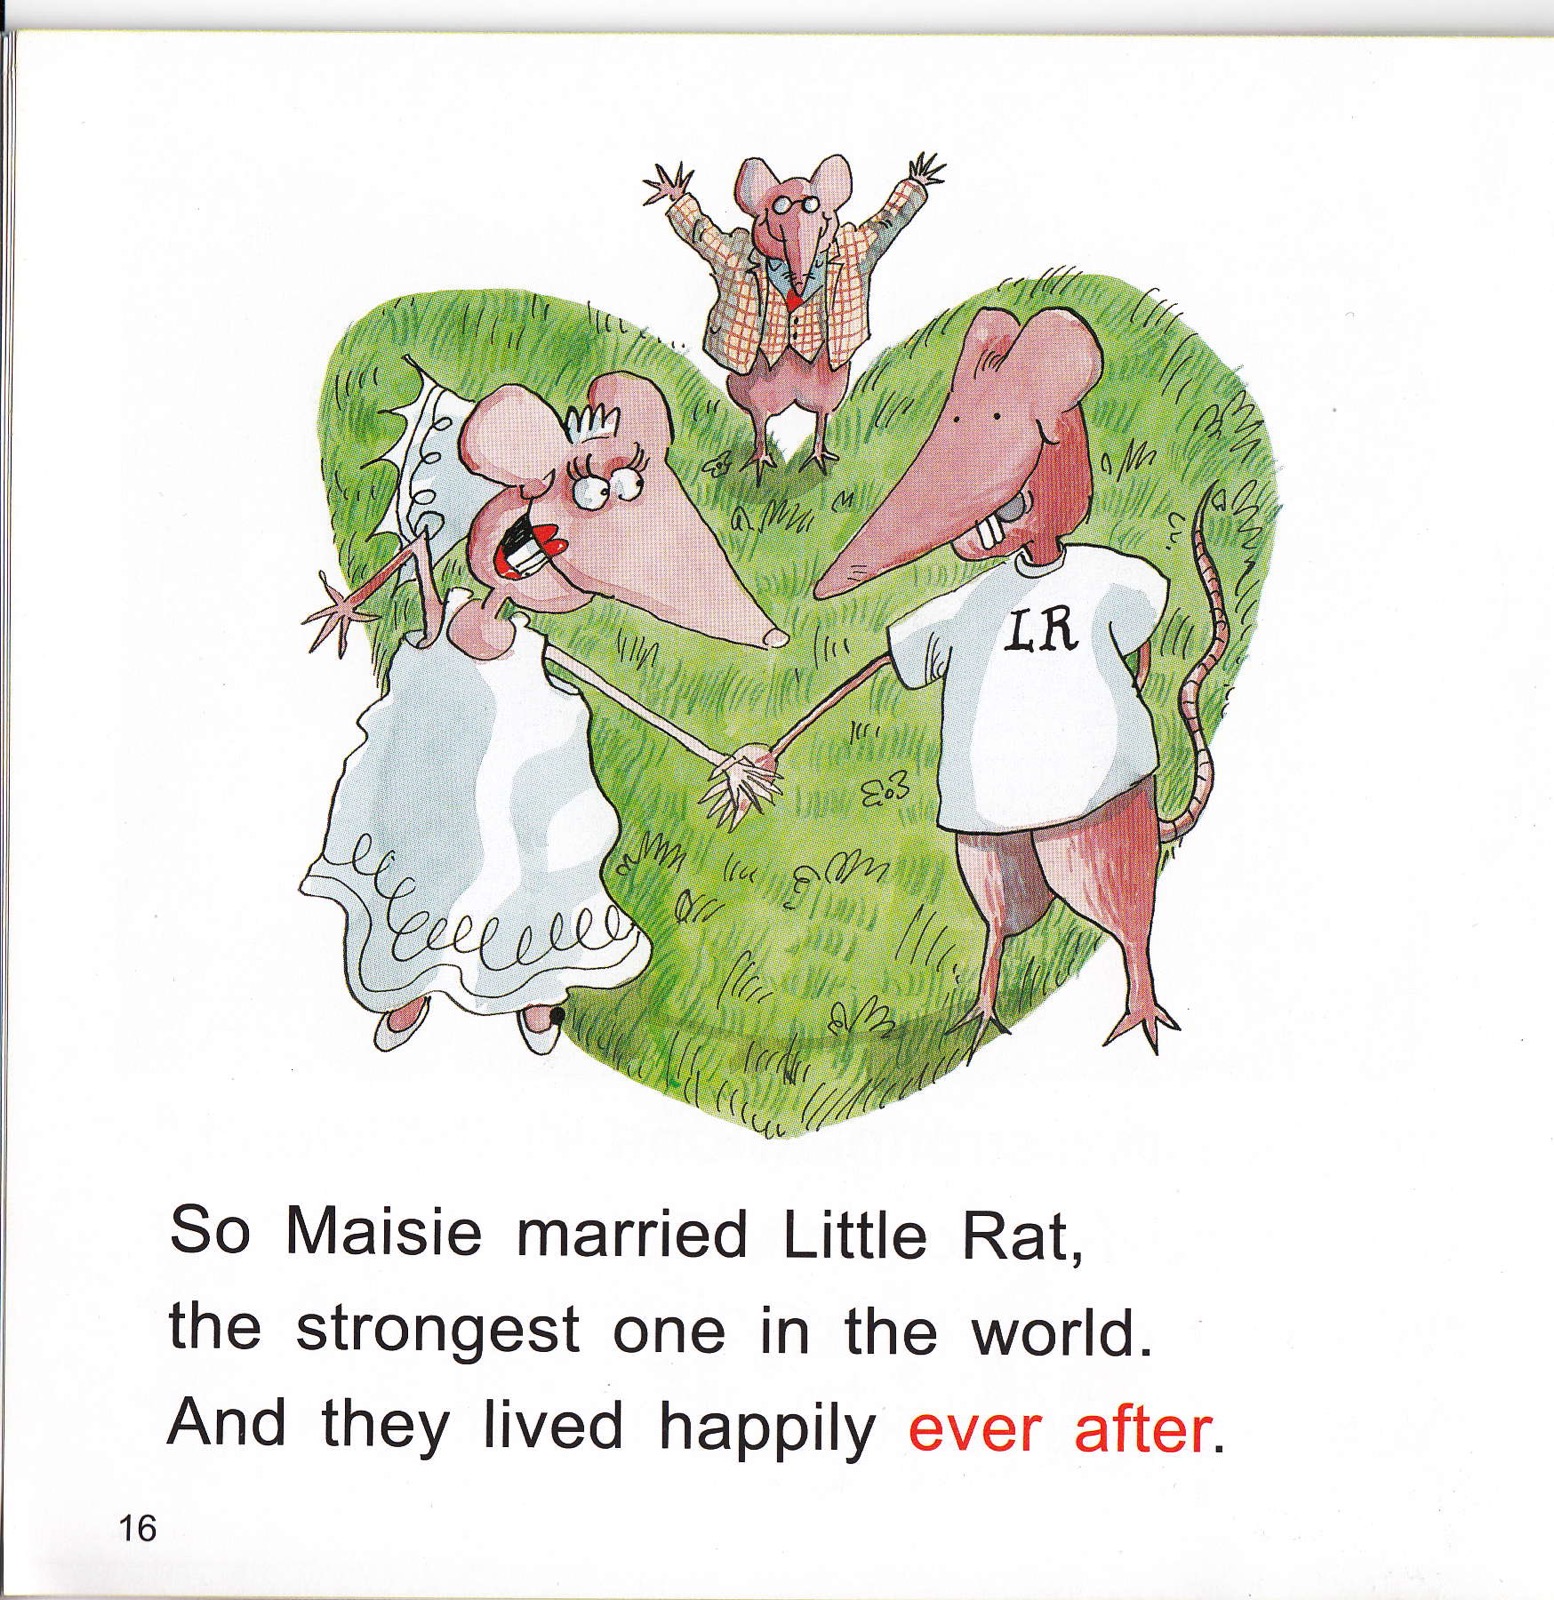 LR
So Maisie married Little Rat,
the strongest one in the world.
And they lived happily ever after.
16